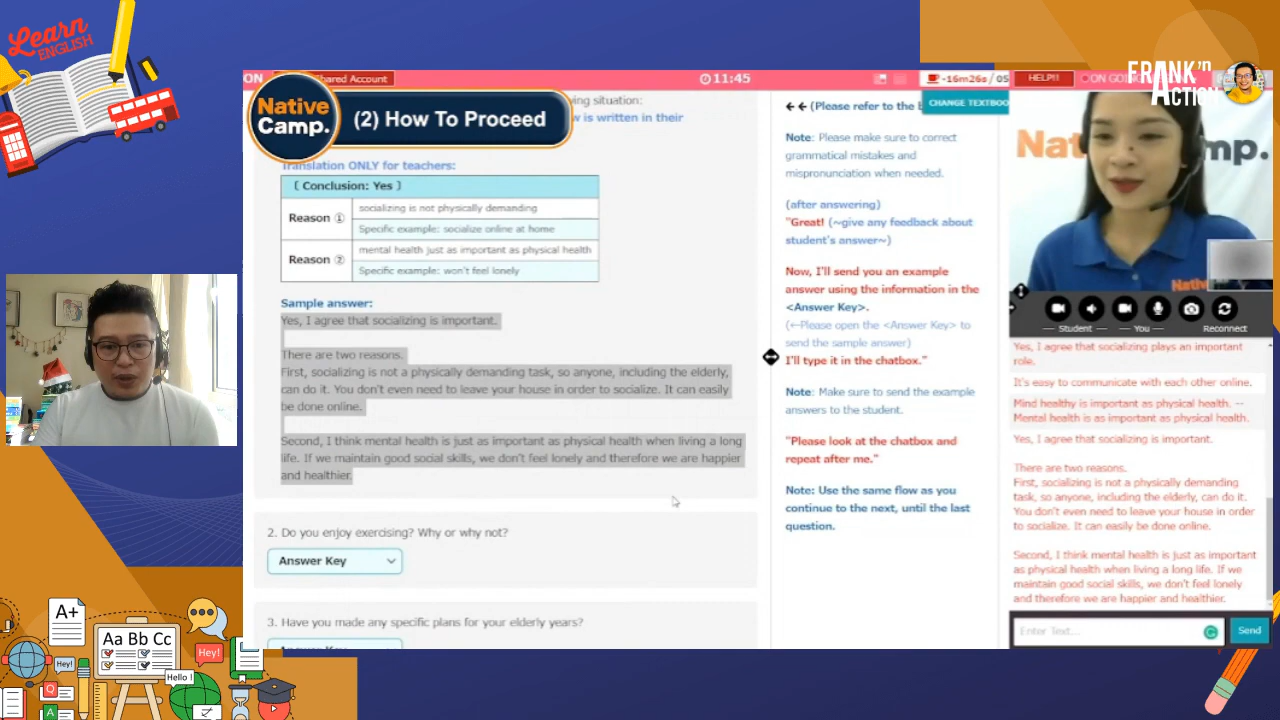 Learn
ENGLISH
ON
Shared Account
11:45
-16m26s/ 05
HELP!!
FRANK'n
ACTION
CHANGE TEXTBOO
Native
Camp.
(2) How To Proceed
ing situation:
w is written in their
Translation ONLY for teachers:
[ Conclusion: Yes ]
Reason ①
socializing is not physically demanding
Specific example: socialize online at home
Reason ②
mental health just as important as physical health
Specific example: won't feel lonely
Sample answer:
Yes, I agree that socializing is important.
There are two reasons.
First, socializing is not a physically demanding task, so anyone, including the elderly,
can do it. You don't even need to leave your house in order to socialize. It can easily
be done online.
Second, I think mental health is just as important as physical health when living a long
life. If we maintain good social skills, we don't feel lonely and therefore we are happier
and healthier.
2. Do you enjoy exercising? Why or why not?
Answer Key
3. Have you made any specific plans for your elderly years?
Answer Key
←← (Please refer to the b
Note: Please make sure to correct
grammatical mistakes and
mispronunciation when needed.
(after answering)
"Great! (~give any feedback about
student's answer~)
Now, I'll send you an example
answer using the information in the
<Answer Key>.
(←Please open the <Answer Key> to
send the sample answer)
I'll type it in the chatbox."
Note: Make sure to send the example
answers to the student.
"Please look at the chatbox and
repeat after me."
Note: Use the same flow as you
continue to the next, until the last
question.
Nat
mp.
Native
Student
You
Reconnect
Yes, I agree that socializing plays an important
role.
It's easy to communicate with each other online.
Mind healthy is important as physical health. --
Mental health is as important as physical health.
Yes, I agree that socializing is important.
There are two reasons.
First, socializing is not a physically demanding
task, so anyone, including the elderly, can do it.
You don't even need to leave your house in order
to socialize. It can easily be done online.
Second, I think mental health is just as important
as physical health when living a long life. If we
maintain good social skills, we don't feel lonely
and therefore we are happier and healthier.
Enter Text...
Send
A+
Aa Bb Cc
Hey!
Hey!
Hello !
Q
A